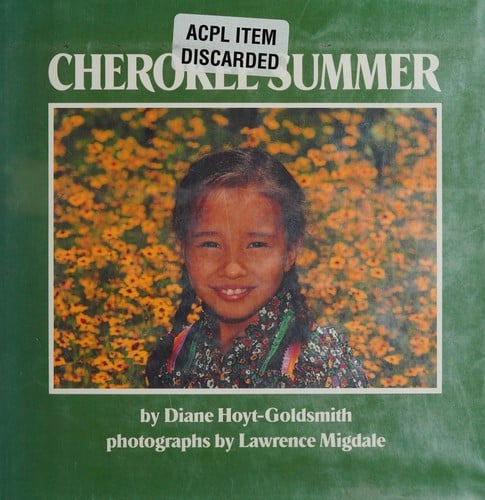 ACPL ITEM
DISCARDED
CHEROKEE SUMMER
by Diane Hoyt-Goldsmith
photographs by Lawrence Migdale